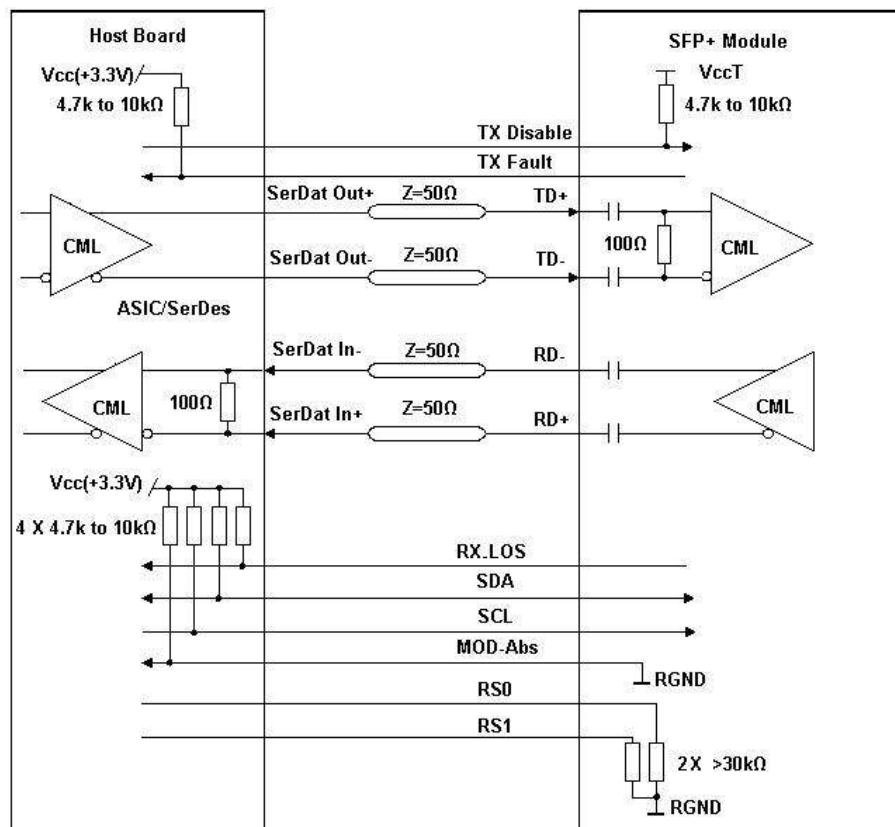 Host Board
SFP+ Module
Vcc(+3.3V)
4.7k to 10kΩ
VccT
4.7k to 10kΩ
TX Disable
TX Fault
SerDat Out+
Z=50Ω
TD+
CML
100Ω
CML
SerDat Out-
Z=50Ω
TD-
ASIC/SerDes
SerDat In-
Z=50Ω
RD-
CML
100Ω
CML
SerDat In+
Z=50Ω
RD+
Vcc(+3.3V)
4 X 4.7k to 10kΩ
RX.LOS
SDA
SCL
MOD-Abs
RGND
RS0
RS1
2X >30kΩ
RGND